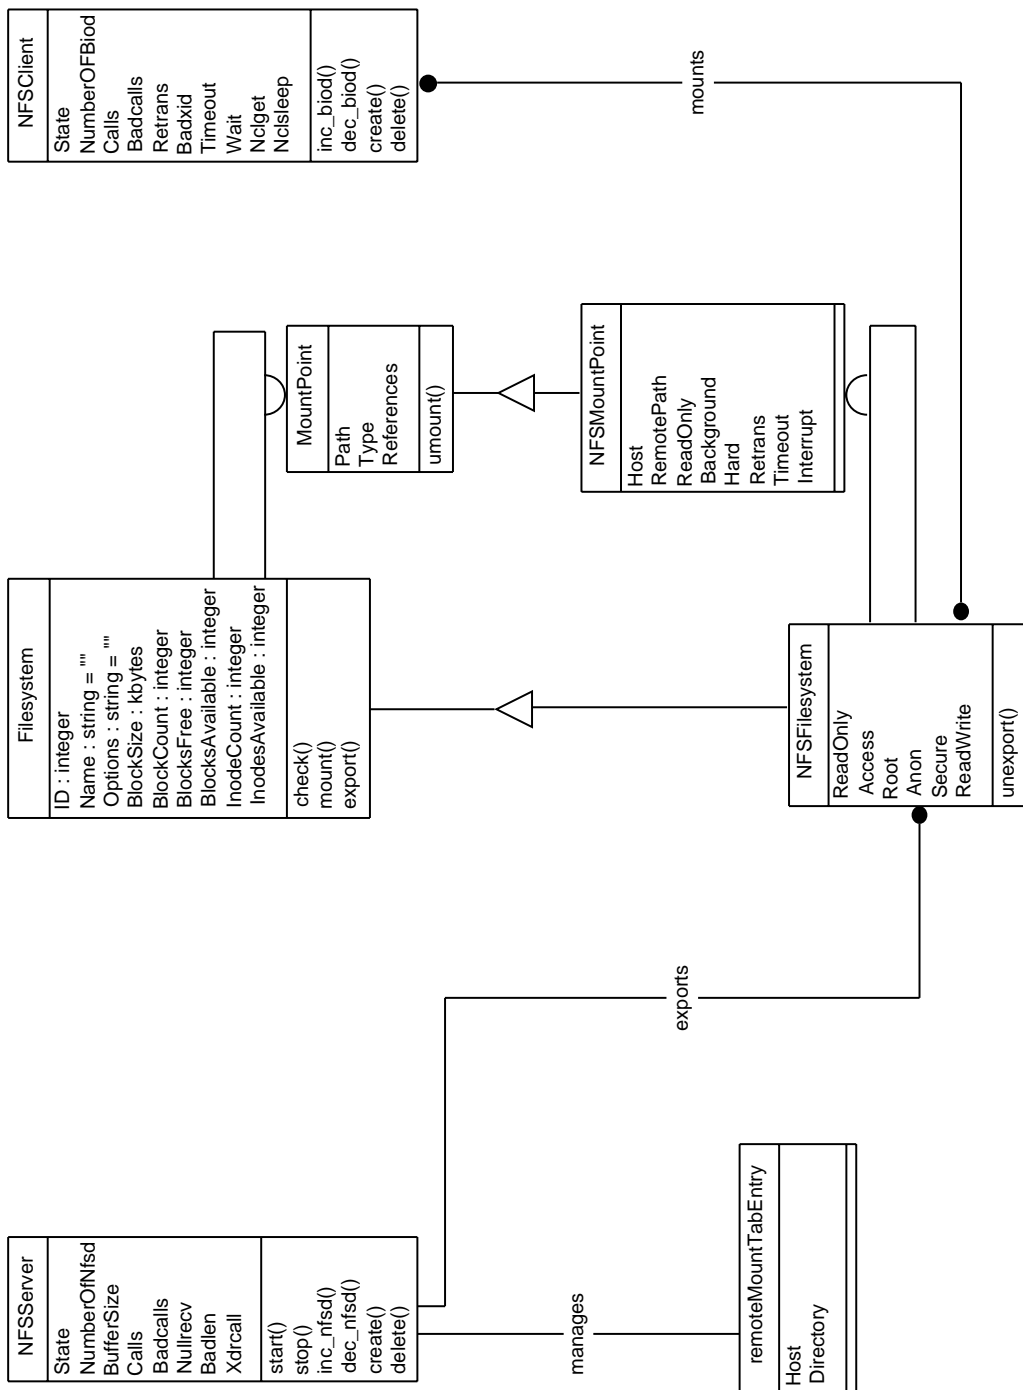 NFSServer
State
NumberOfNfsd
BufferSize
Calls
Badcalls
Nullrecv
Badlen
Xdrcall
start()
stop()
inc_nfsd()
dec_nfsd()
create()
delete()
manages
remoteMountTabEntry
Host
Directory
exports
Filesystem
ID : integer
Name : string = ""
Options : string = ""
BlockSize : kbytes
BlockCount : integer
BlocksFree : integer
BlocksAvailable : integer
InodeCount : integer
InodesAvailable : integer
check()
mount()
export()
NFSFilesystem
ReadOnly
Access
Root
Anon
Secure
ReadWrite
unexport()
MountPoint
Path
Type
References
umount()
NFSMountPoint
Host
RemotePath
ReadOnly
Background
Hard
Retrans
Timeout
Interrupt
NFSClient
State
NumberOFBiod
Calls
Badcalls
Retrans
Badxid
Timeout
Wait
Nclget
Nclsleep
inc_biod()
dec_biod()
create()
delete()
mounts